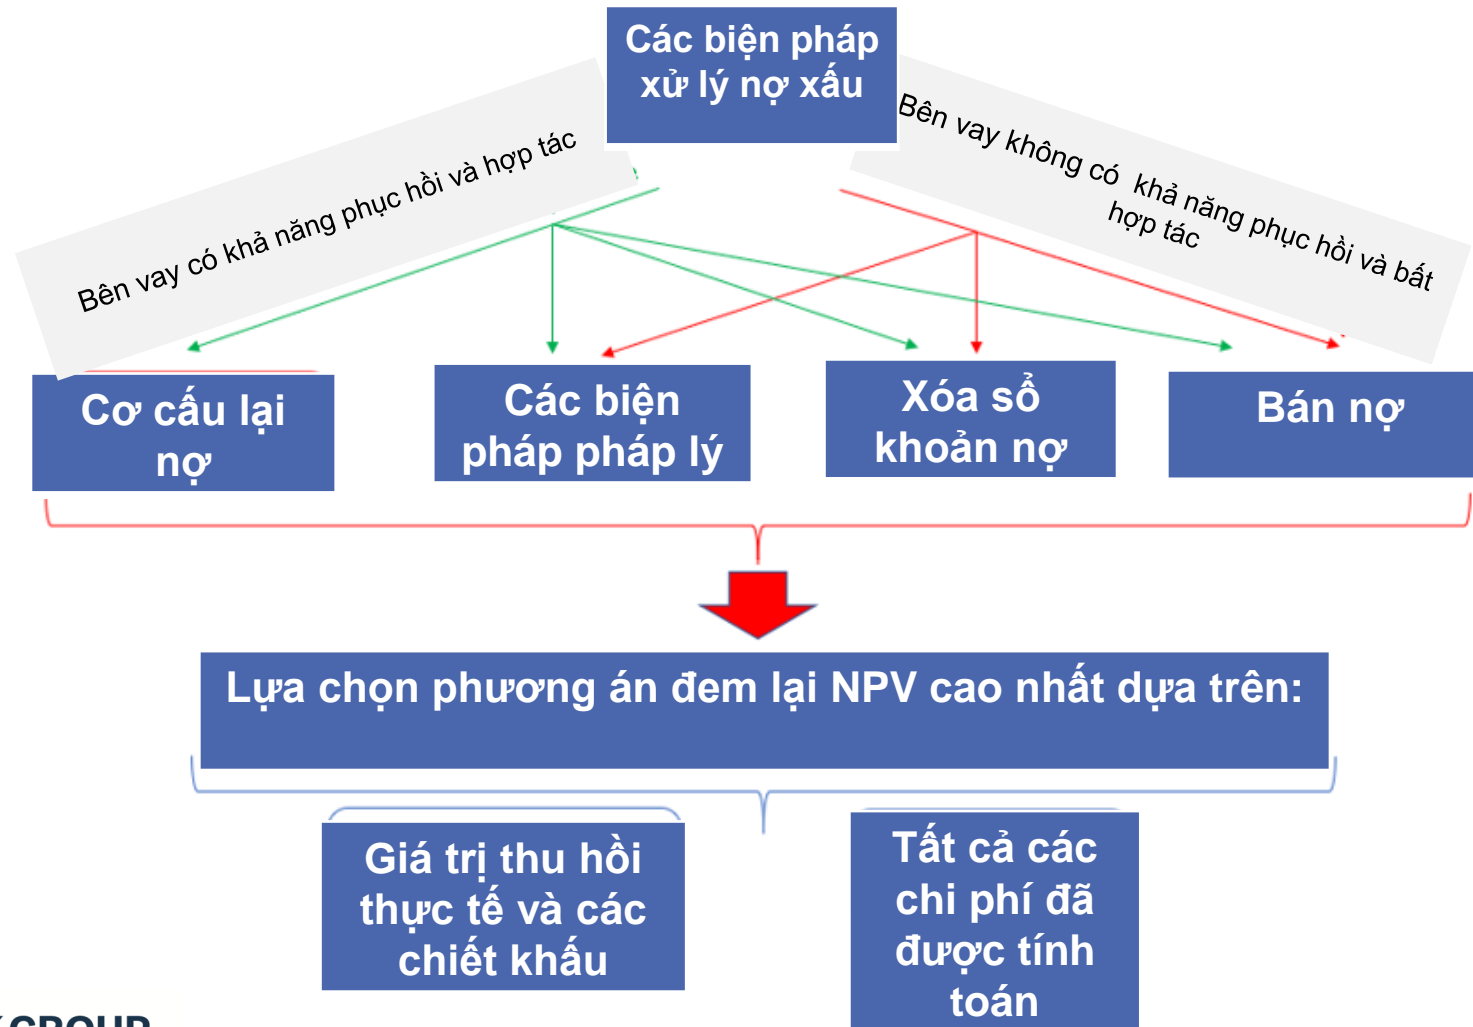 Các biện pháp
xử lý nợ xấu
Bên vay có khả năng phục hồi và hợp tác
Bên vay không có khả năng phục hồi và bất
hợp tác
Cơ cấu lại
nợ
Các biện
pháp pháp lý
Xóa sổ
khoản nợ
Bán nợ
Lựa chọn phương án đem lại NPV cao nhất dựa trên:
Giá trị thu hồi
thực tế và các
chiết khấu
Tất cả các
chi phí đã
được tính
toán
GROUP